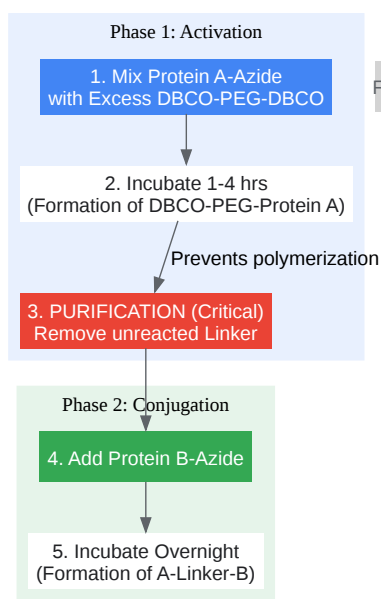 Phase 1: Activation
1. Mix Protein A-Azide
with Excess DBCO-PEG-DBCO
2. Incubate 1-4 hrs
(Formation of DBCO-PEG-Protein A)
Prevents polymerization
3. PURIFICATION (Critical)
Remove unreacted Linker
Phase 2: Conjugation
4. Add Protein B-Azide
5. Incubate Overnight
(Formation of A-Linker-B)